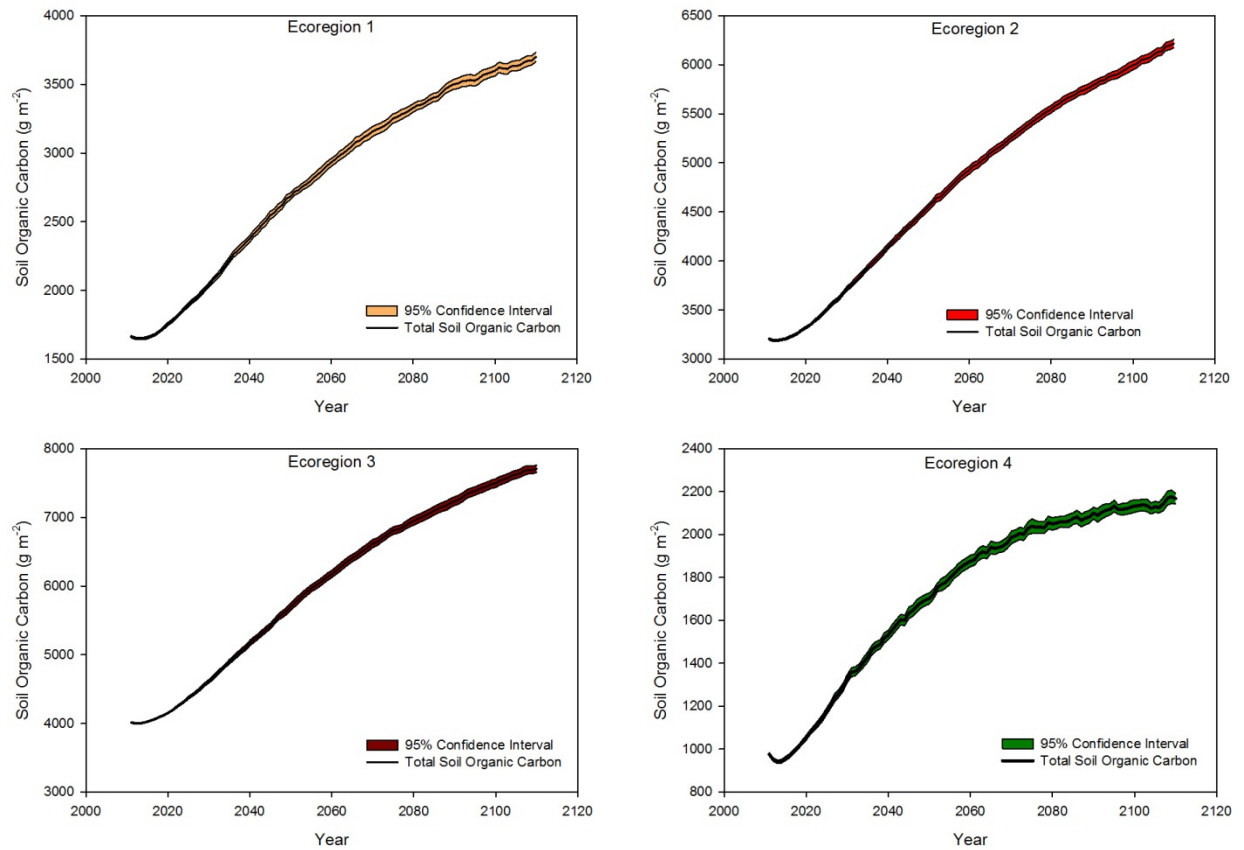 Ecoregion 1
Soil Organic Carbon (g m⁻²)
4000
3500
3000
2500
2000
1500
95% Confidence Interval
Total Soil Organic Carbon
2000 2020 2040 2060 2080 2100 2120
Year
Ecoregion 2
Soil Organic Carbon (g m⁻²)
6500
6000
5500
5000
4500
4000
3500
3000
95% Confidence Interval
Total Soil Organic Carbon
2000 2020 2040 2060 2080 2100 2120
Year
Ecoregion 3
Soil Organic Carbon (g m⁻²)
8000
7000
6000
5000
4000
3000
95% Confidence Interval
Total Soil Organic Carbon
2000 2020 2040 2060 2080 2100 2120
Year
Ecoregion 4
Soil Organic Carbon (g m⁻²)
2400
2200
2000
1800
1600
1400
1200
1000
800
95% Confidence Interval
Total Soil Organic Carbon
2000 2020 2040 2060 2080 2100 2120
Year